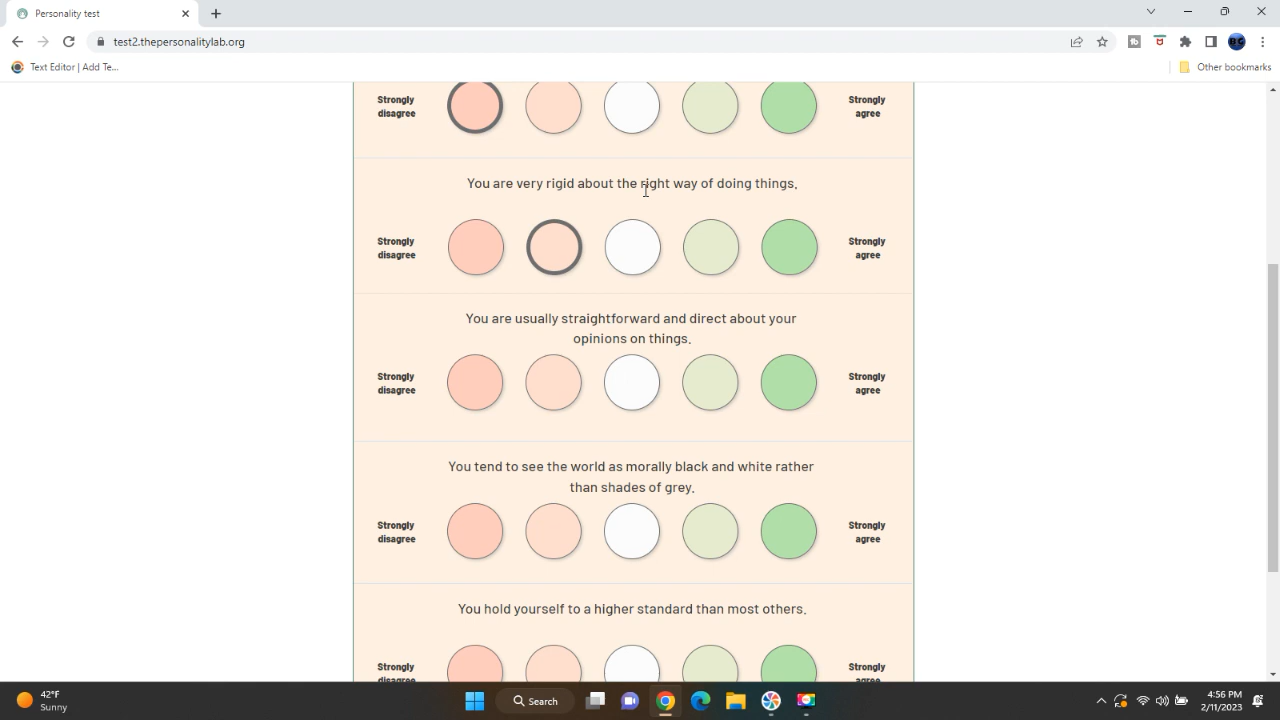 Personality test
test2.thepersonalitylab.org
Text Editor | Add Te...
Other bookmarks
Strongly
disagree
Strongly
agree
You are very rigid about the right way of doing things.
Strongly
disagree
Strongly
agree
You are usually straightforward and direct about your
opinions on things.
Strongly
disagree
Strongly
agree
You tend to see the world as morally black and white rather
than shades of grey.
Strongly
disagree
Strongly
agree
You hold yourself to a higher standard than most others.
Strongly
disagree
Strongly
agree
42°F
Sunny
Search
4:56 PM
2/11/2023